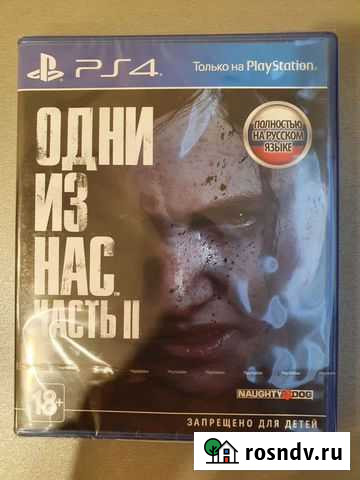 PS4
Только на PlayStation®
ПОЛНОСТЬЮ
НА РУССКОМ
ЯЗЫКЕ
ОДНИ
ИЗ
НАС™
ЧАСТЬ II
18+
NAUGHTY DOG
ЗАПРЕЩЕНО ДЛЯ ДЕТЕЙ
rosndv.ru